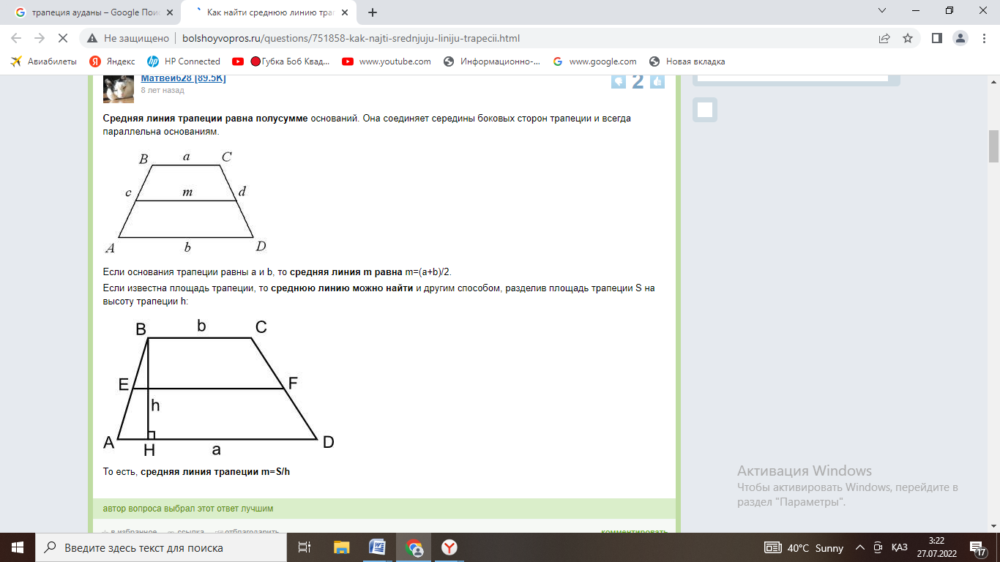 трапеция ауданы – Google Пои
Как найти среднюю линию трап
Не защищено
bolshoyvopros.ru/questions/751858-kak-najti-srednjuju-liniju-trapecii.html
Авиабилеты
Яндекс
HP Connected
Губка Боб Квад...
www.youtube.com
Информационно-...
www.google.com
Новая вкладка
Матвей628 [89.5K]
2
8 лет назад
Средняя линия трапеции равна полусумме оснований. Она соединяет середины боковых сторон трапеции и всегда
параллельна основаниям.
B a C
c m d
A b D
Если основания трапеции равны a и b, то средняя линия m равна m=(a+b)/2.
Если известна площадь трапеции, то среднюю линию можно найти и другим способом, разделив площадь трапеции S на
высоту трапеции h:
B b C
E F
h
A H a D
То есть, средняя линия трапеции m=S/h
автор вопроса выбрал этот ответ лучшим
в избранное ссылка отблагодарить
комментировать
Активация Windows
Чтобы активировать Windows, перейдите в
раздел "Параметры".
Введите здесь текст для поиска
40°C Sunny
ҚАЗ
3:22
27.07.2022
17